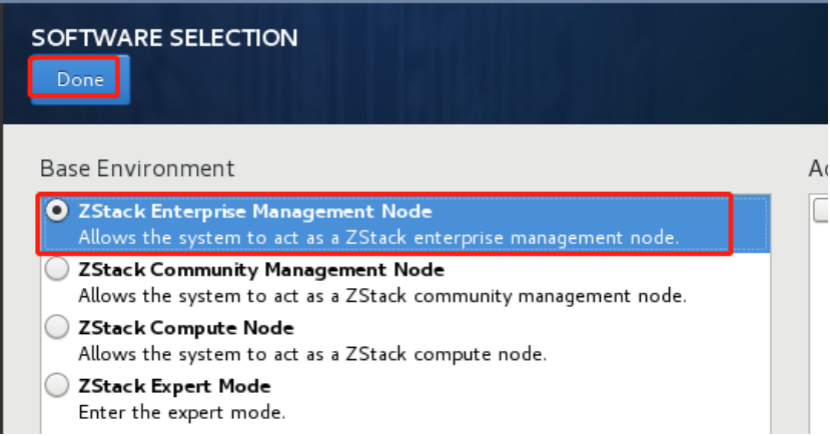 SOFTWARE SELECTION
Done
Base Environment
ZStack Enterprise Management Node
Allows the system to act as a ZStack enterprise management node.
ZStack Community Management Node
Allows the system to act as a ZStack community management node.
ZStack Compute Node
Allows the system to act as a ZStack compute node.
ZStack Expert Mode
Enter the expert mode.